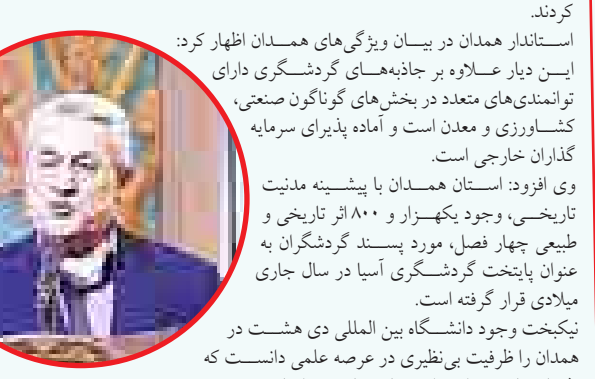 کردند.
استاندار همدان در بیان ویژگی‌های همدان اظهار کرد:
این دیار علاوه بر جاذبه‌های گردشگری دارای
توانمندی‌های متعدد در بخش‌های گوناگون صنعتی،
کشاورزی و معدن است و آماده پذیرای سرمایه
گذاران خارجی است.
وی افزود: استان همدان با پیشینه مدنیت
تاریخی، وجود یکهزار و ۸۰۰ اثر تاریخی و
طبیعی چهار فصل، مورد پسند گردشگران به
عنوان پایتخت گردشگری آسیا در سال جاری
میلادی قرار گرفته است.
نیکبخت وجود دانشگاه بین المللی دی هشت در
همدان را ظرفیت بی‌نظیری در عرصه علمی دانست که